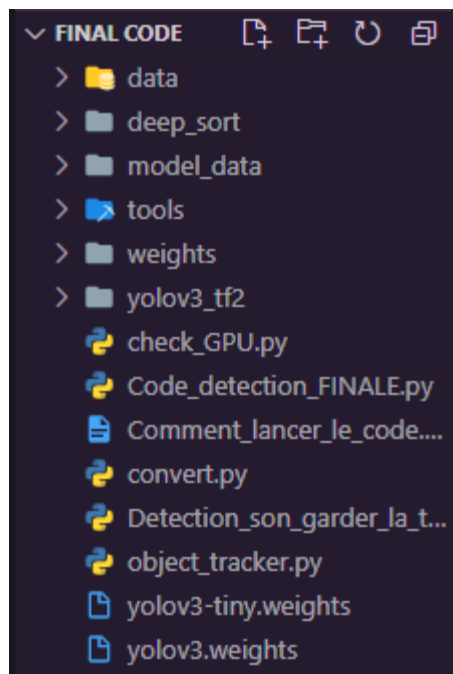 FINAL CODE
data
deep_sort
model_data
tools
weights
yolov3_tf2
check_GPU.py
Code_detection_FINALE.py
Comment_lancer_le_code....
convert.py
Detection_son_garder_la_t...
object_tracker.py
yolov3-tiny.weights
yolov3.weights